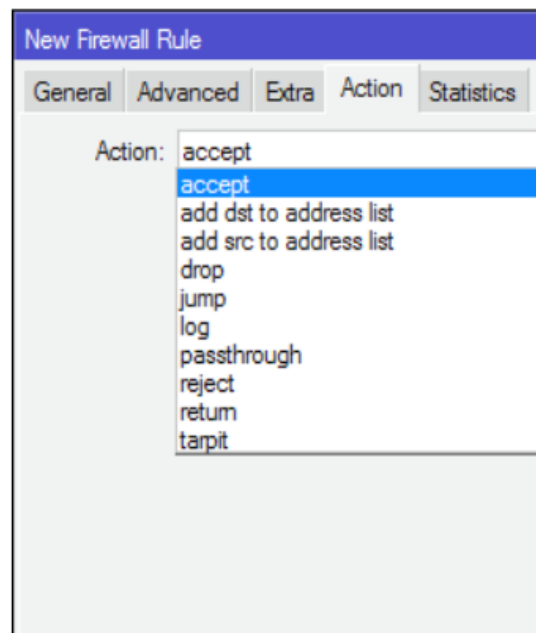 New Firewall Rule
General Advanced Extra Action Statistics
Action: accept
accept
add dst to address list
add src to address list
drop
jump
log
passthrough
reject
return
tarpit